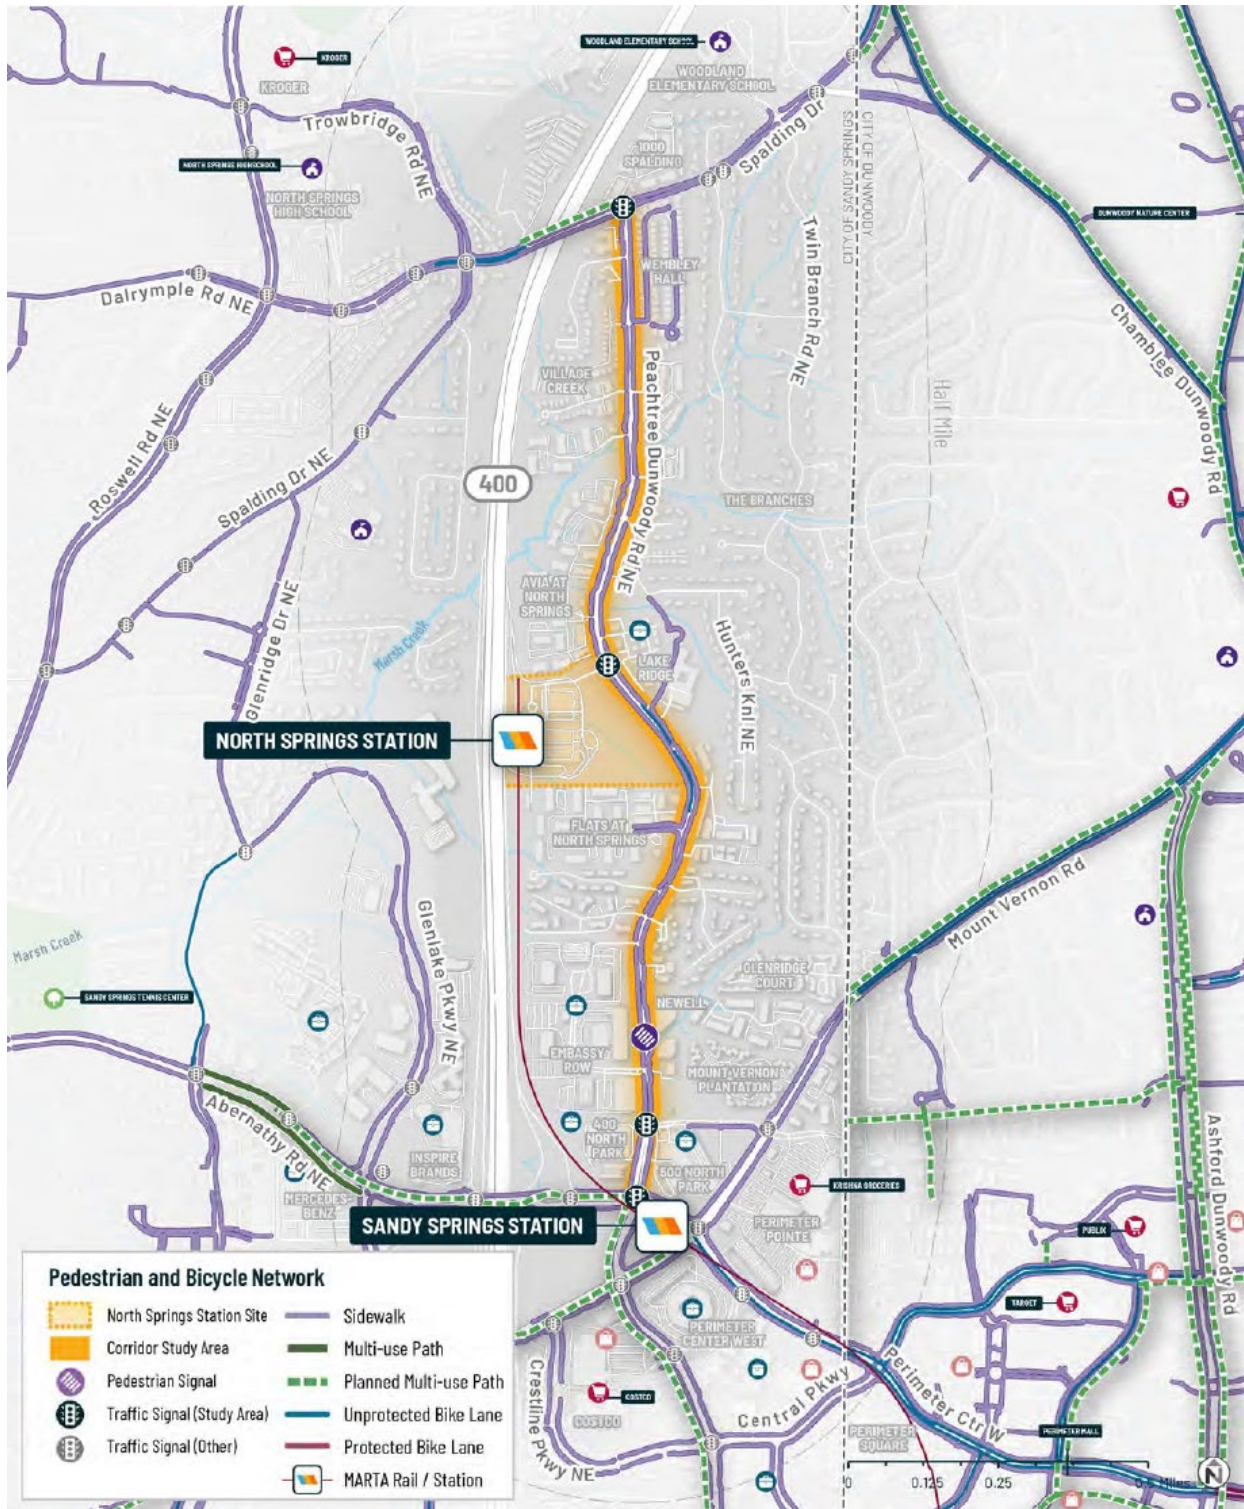 WOODLAND ELEMENTARY SCHOOL
KROGER
KROGER
WOODLAND
ELEMENTARY SCHOOL
Trowbridge Rd NE
Spalding Dr
1000
SPALDING
CITY OF DUNWOODY
CITY OF SANDY SPRINGS
NORTH SPRINGS HIGHSCHOOL
NORTH SPRINGS
HIGH SCHOOL
DUNWOODY NATURE CENTER
WEMBLEY
HALL
Twin Branch Rd NE
Dalrymple Rd NE
Chamblee Dunwoody Rd
VILLAGE
CREEK
Peachtree Dunwoody Rd NE
Half Mile
Roswell Rd NE
Spalding Dr NE
400
THE BRANCHES
AVIA AT
NORTH
SPRINGS
Marsh Creek
Glenridge Dr NE
LAKE
RIDGE
Hunters Knl NE
NORTH SPRINGS STATION
FLATS AT
NORTH SPRINGS
Mount Vernon Rd
Glenlake Pkwy NE
Marsh Creek
GLENRIDGE
COURT
SANDY SPRINGS TENNIS CENTER
NEWELL
EMBASSY
ROW
MOUNT VERNON
PLANTATION
Abernathy Rd NE
400
NORTH
PARK
INSPIRE
BRANDS
500 NORTH
PARK
MERCEDES-
BENZ
KRISHNA GROCERIES
Ashford Dunwoody Rd
SANDY SPRINGS STATION
PERIMETER
POINTE
PUBLIX
TARGET
PERIMETER
CENTER WEST
Perimeter Ctr W
Central Pkwy
Crestline Pkwy NE
COSTCO
COSTCO
PERIMETER
SQUARE
PERIMETER MALL
0 0.125 0.25 0.5 Miles
N
Pedestrian and Bicycle Network
North Springs Station Site
Corridor Study Area
Pedestrian Signal
Traffic Signal (Study Area)
Traffic Signal (Other)
Sidewalk
Multi-use Path
Planned Multi-use Path
Unprotected Bike Lane
Protected Bike Lane
MARTA Rail / Station